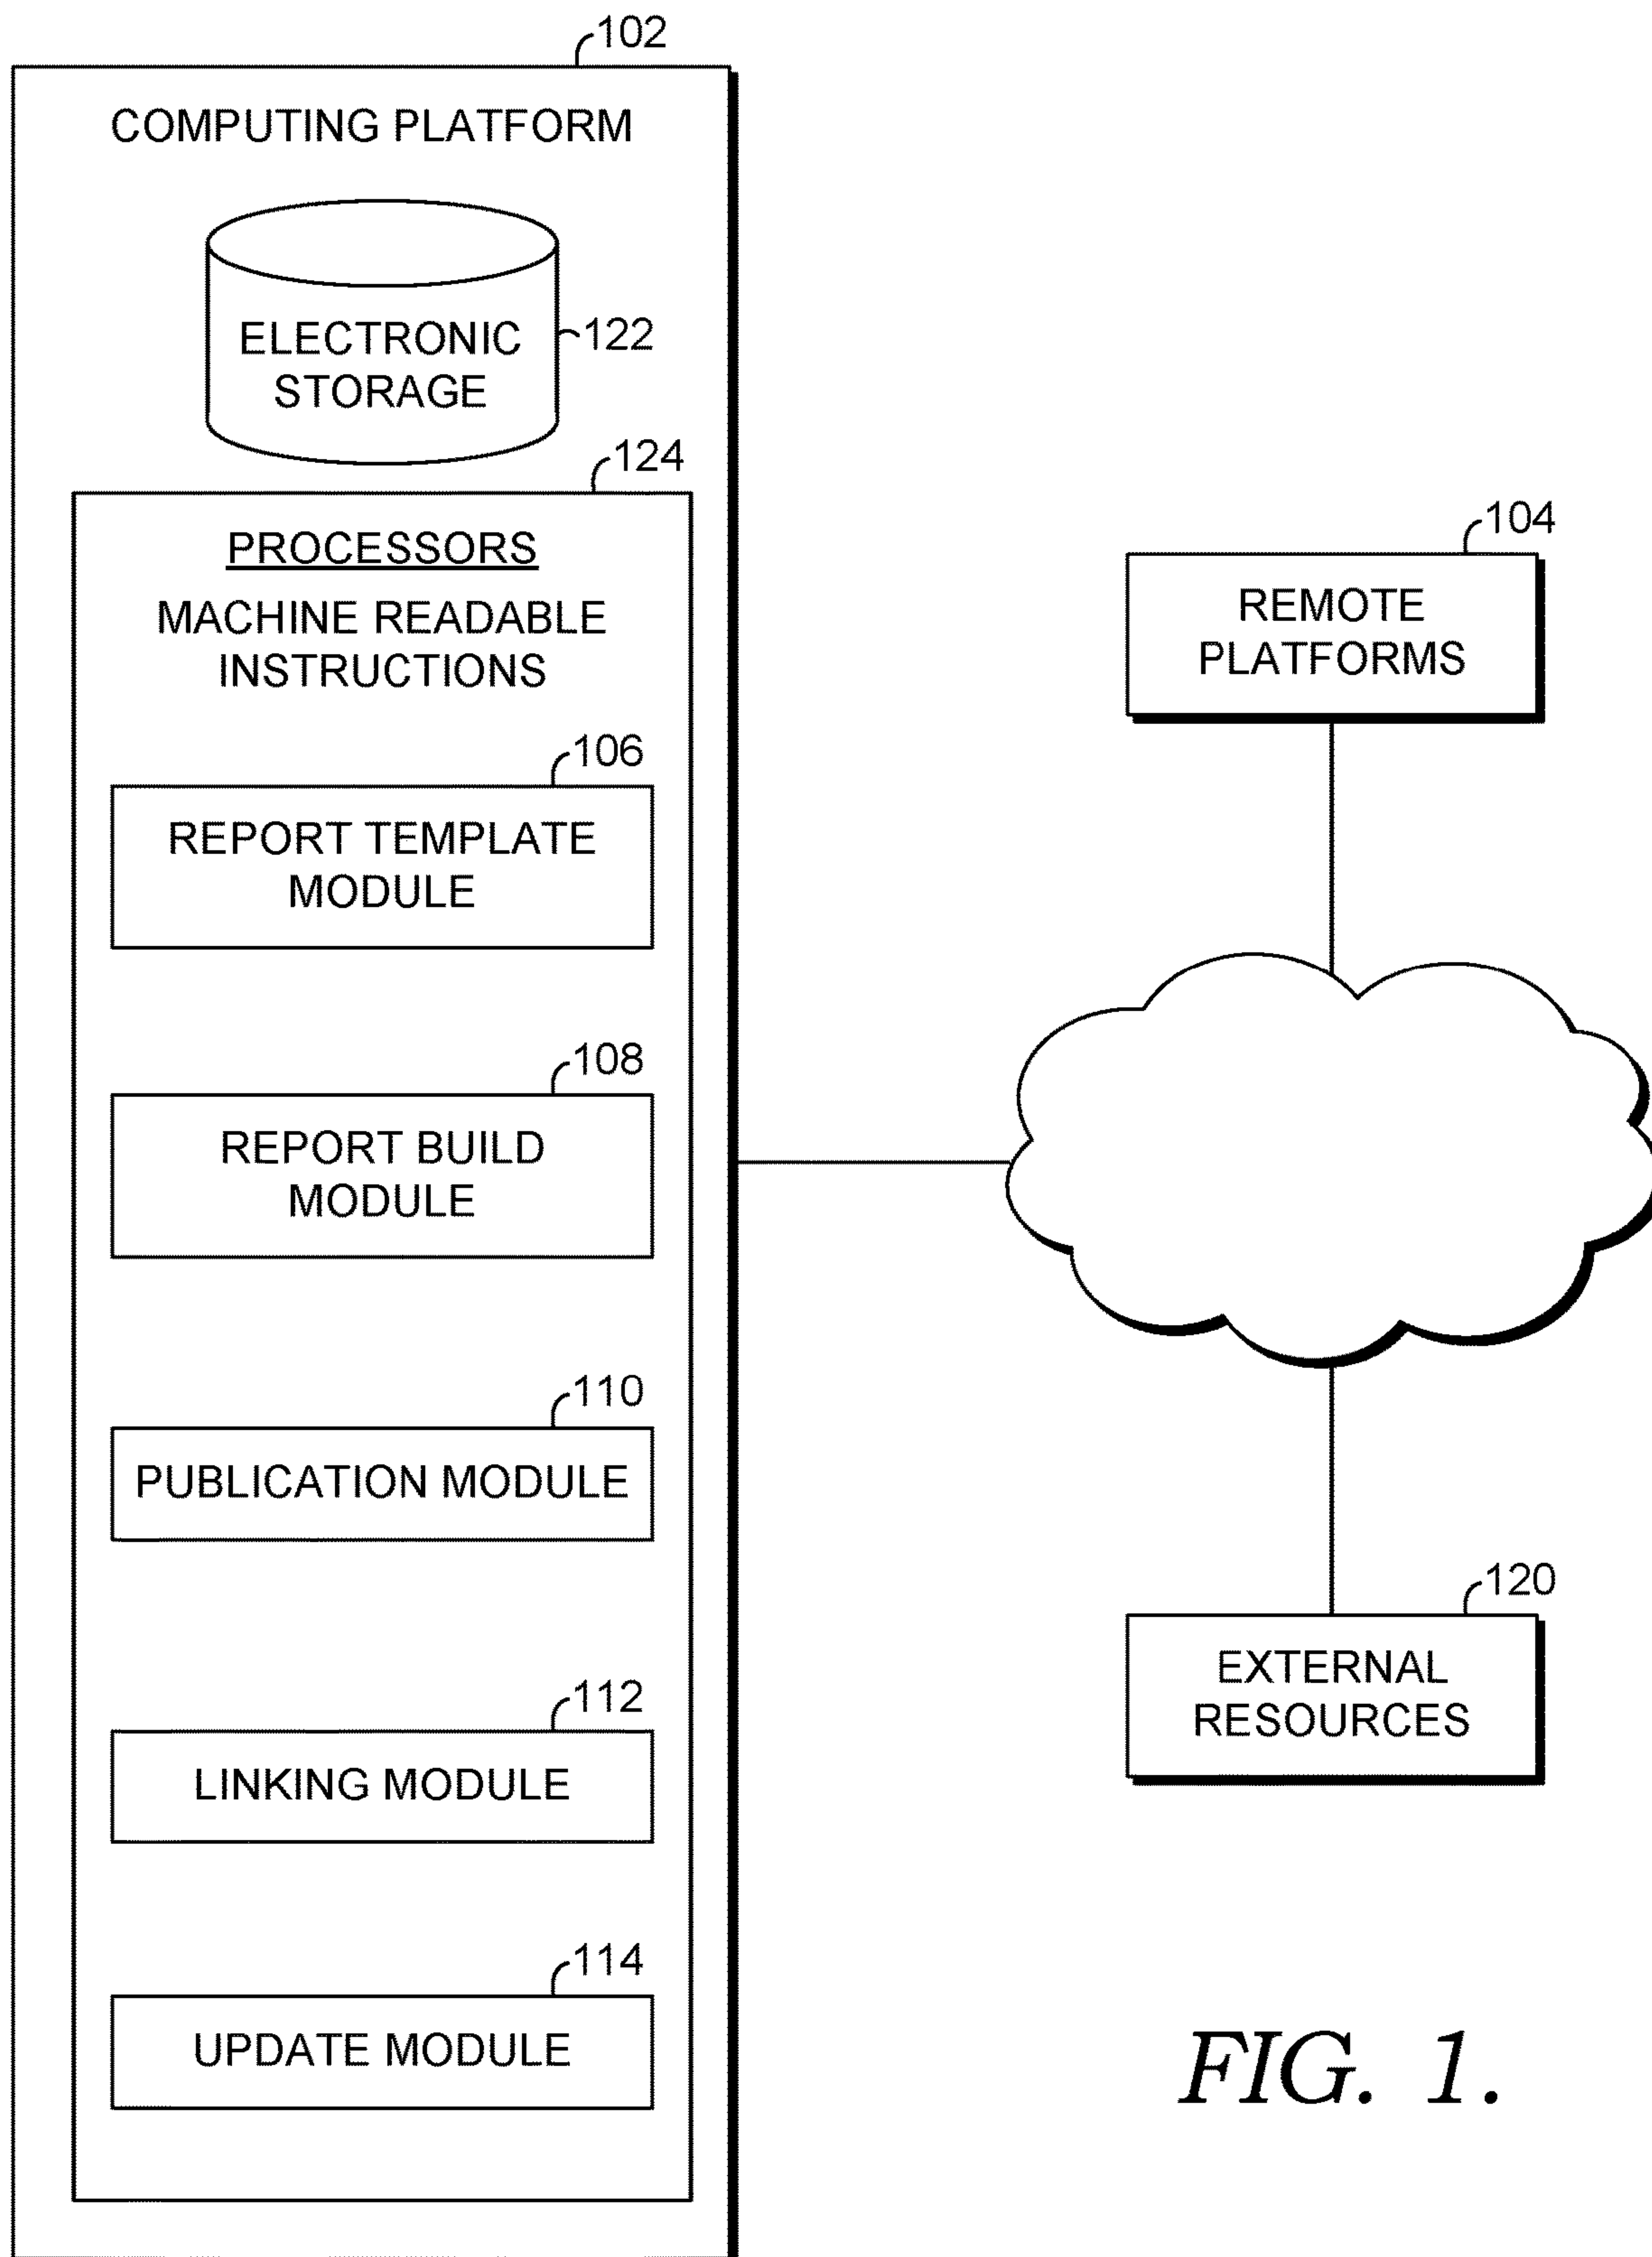 102
COMPUTING PLATFORM
ELECTRONIC
STORAGE
122
124
PROCESSORS
MACHINE READABLE
INSTRUCTIONS
106
REPORT TEMPLATE
MODULE
108
REPORT BUILD
MODULE
110
PUBLICATION MODULE
112
LINKING MODULE
114
UPDATE MODULE
104
REMOTE
PLATFORMS
120
EXTERNAL
RESOURCES
FIG. 1.